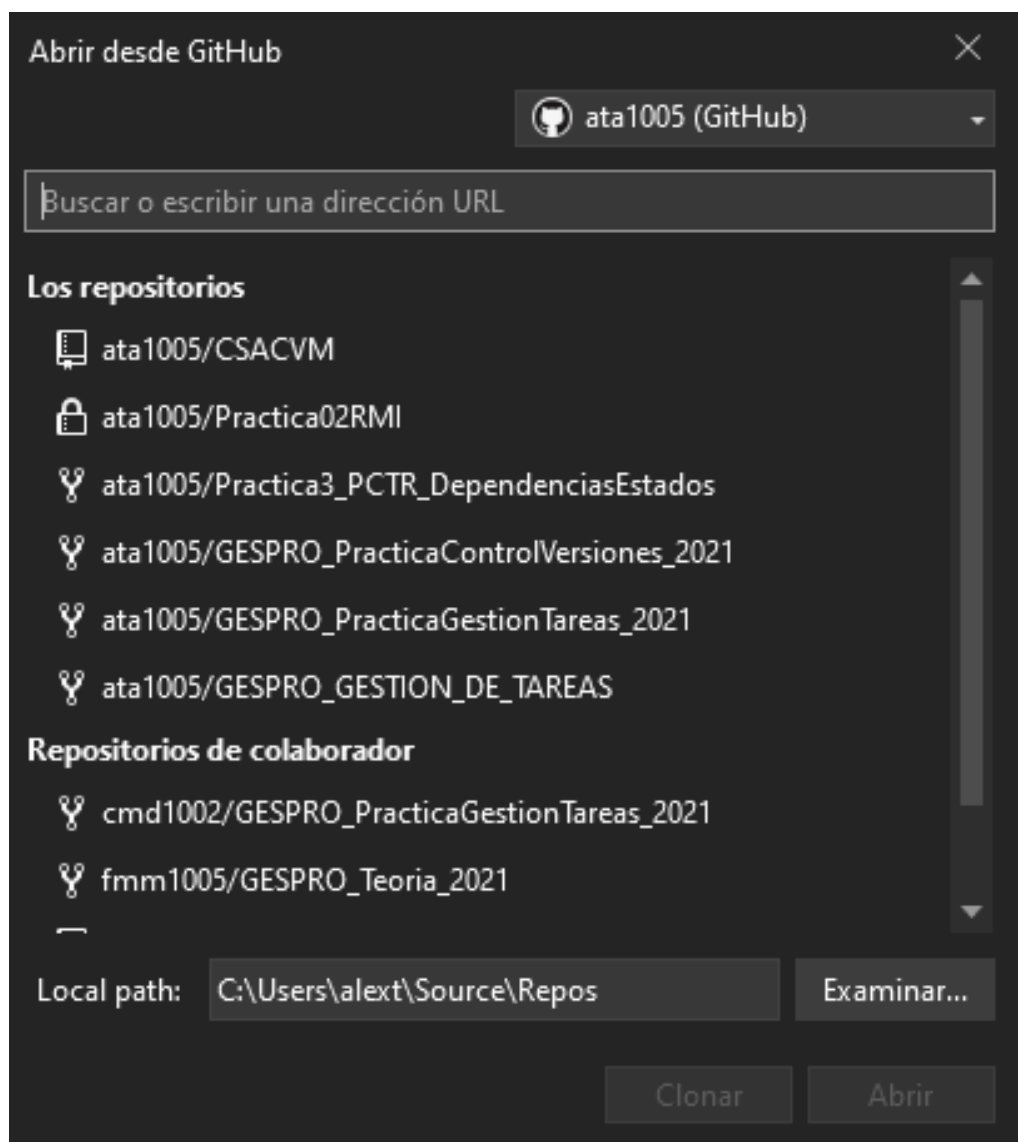 Abrir desde GitHub
ata1005 (GitHub)
Buscar o escribir una dirección URL
Los repositorios
ata1005/CSACVM
ata1005/Practica02RMI
ata1005/Practica3_PCTR_DependenciasEstados
ata1005/GESPRO_PracticaControlVersiones_2021
ata1005/GESPRO_PracticaGestionTareas_2021
ata1005/GESPRO_GESTION_DE_TAREAS
Repositorios de colaborador
cmd1002/GESPRO_PracticaGestionTareas_2021
fmm1005/GESPRO_Teoria_2021
Local path: C:\Users\alext\Source\Repos Examinar...
Clonar Abrir